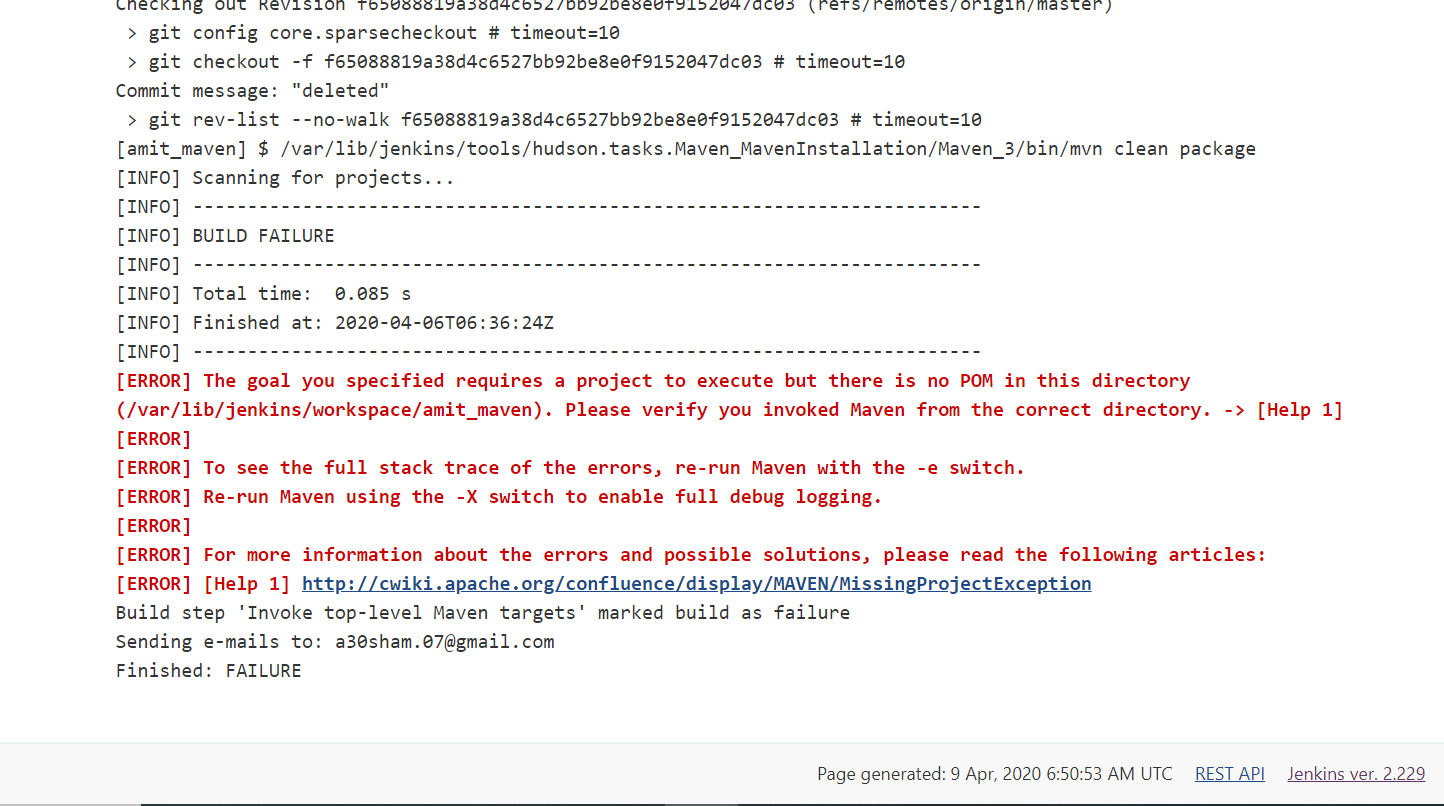 Checking out Revision f65088819a38d4c6527bb92be8e0f9152047dc03 (refs/remotes/origin/master)
> git config core.sparsecheckout # timeout=10
> git checkout -f f65088819a38d4c6527bb92be8e0f9152047dc03 # timeout=10
Commit message: "deleted"
> git rev-list --no-walk f65088819a38d4c6527bb92be8e0f9152047dc03 # timeout=10
[amit_maven] $ /var/lib/jenkins/tools/hudson.tasks.Maven_MavenInstallation/Maven_3/bin/mvn clean package
[INFO] Scanning for projects...
[INFO] ------------------------------------------------------------------------
[INFO] BUILD FAILURE
[INFO] ------------------------------------------------------------------------
[INFO] Total time:  0.085 s
[INFO] Finished at: 2020-04-06T06:36:24Z
[INFO] ------------------------------------------------------------------------
[ERROR] The goal you specified requires a project to execute but there is no POM in this directory
(/var/lib/jenkins/workspace/amit_maven). Please verify you invoked Maven from the correct directory. -> [Help 1]
[ERROR]
[ERROR] To see the full stack trace of the errors, re-run Maven with the -e switch.
[ERROR] Re-run Maven using the -X switch to enable full debug logging.
[ERROR]
[ERROR] For more information about the errors and possible solutions, please read the following articles:
[ERROR] [Help 1] http://cwiki.apache.org/confluence/display/MAVEN/MissingProjectException
Build step 'Invoke top-level Maven targets' marked build as failure
Sending e-mails to: a30sham.07@gmail.com
Finished: FAILURE
Page generated: 9 Apr, 2020 6:50:53 AM UTC REST API Jenkins ver. 2.229